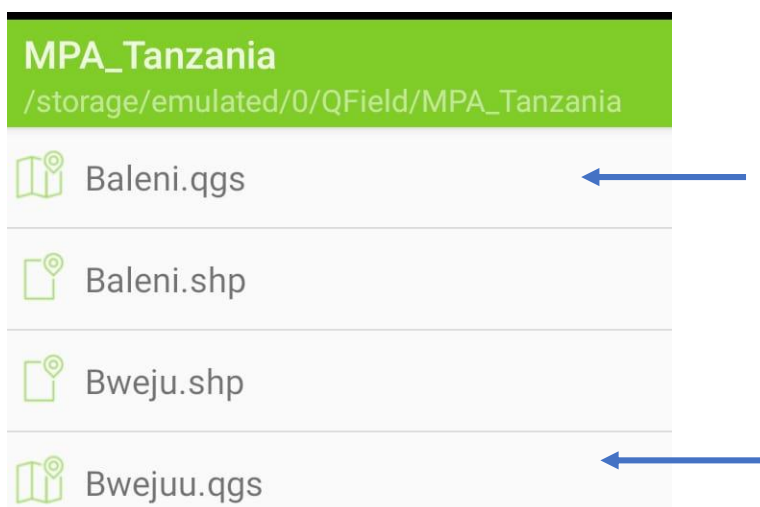 MPA_Tanzania
/storage/emulated/0/QField/MPA_Tanzania
Baleni.qgs
Baleni.shp
Bweju.shp
Bwejuu.qgs